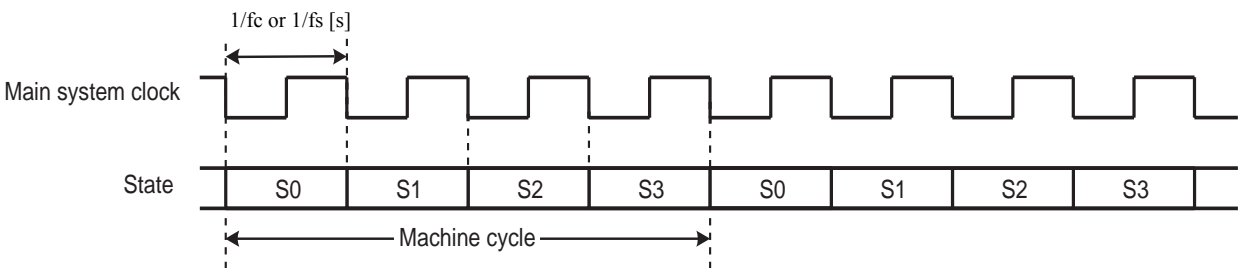 1/fc or 1/fs [s]
Main system clock
State S0 S1 S2 S3 S0 S1 S2 S3
Machine cycle